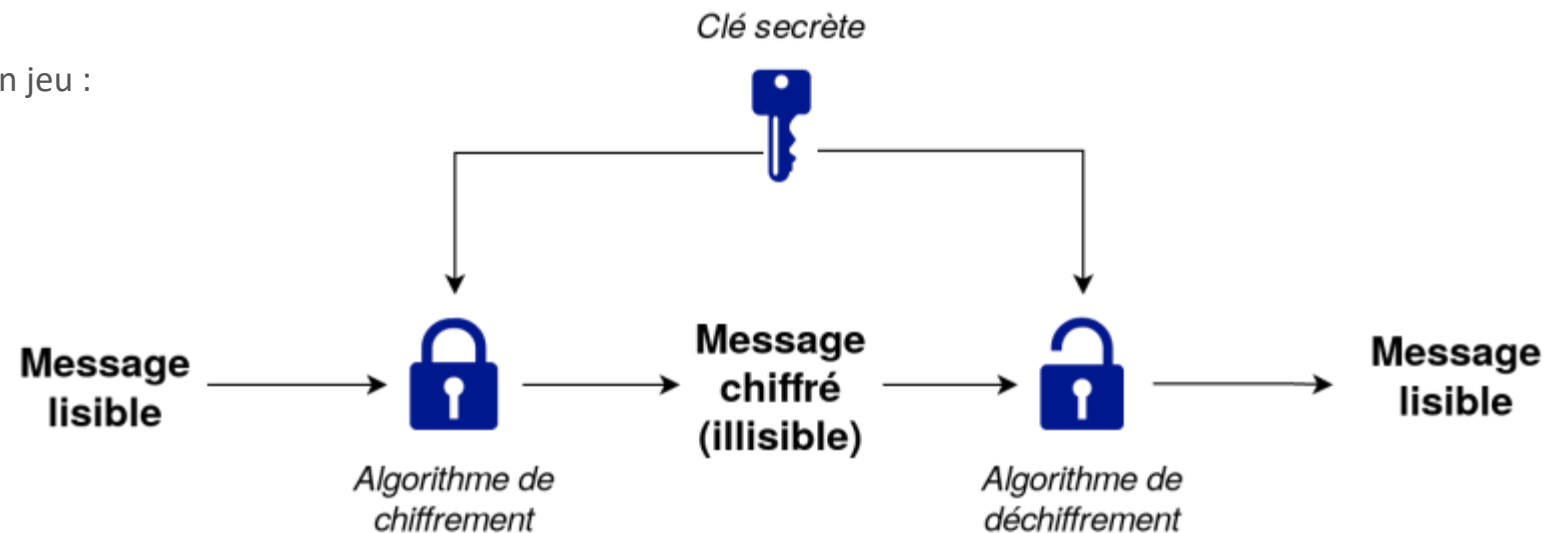 Clé secrète
n jeu :
Message
lisible
Message
chiffré
(illisible)
Message
lisible
Algorithme de
chiffrement
Algorithme de
déchiffrement